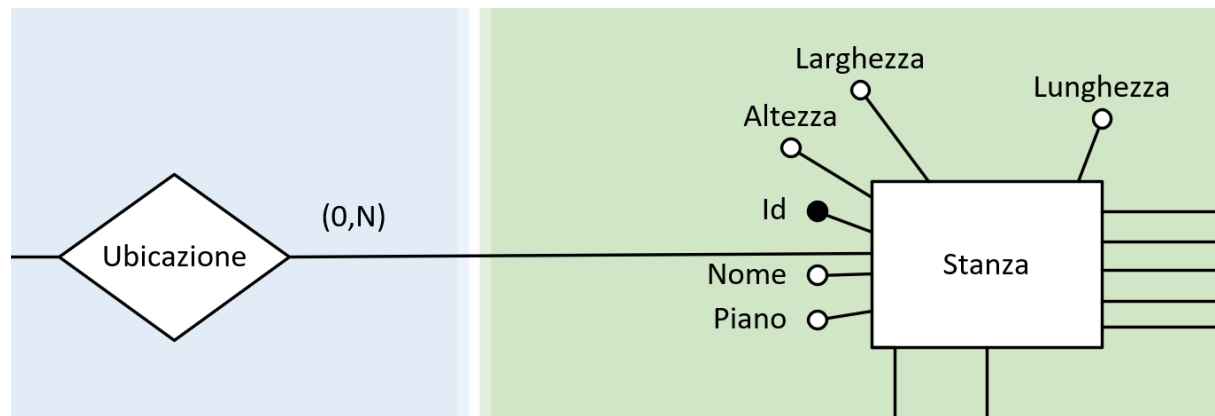 Larghezza
Lunghezza
Altezza
Id
(0,N)
Ubicazione
Stanza
Nome
Piano